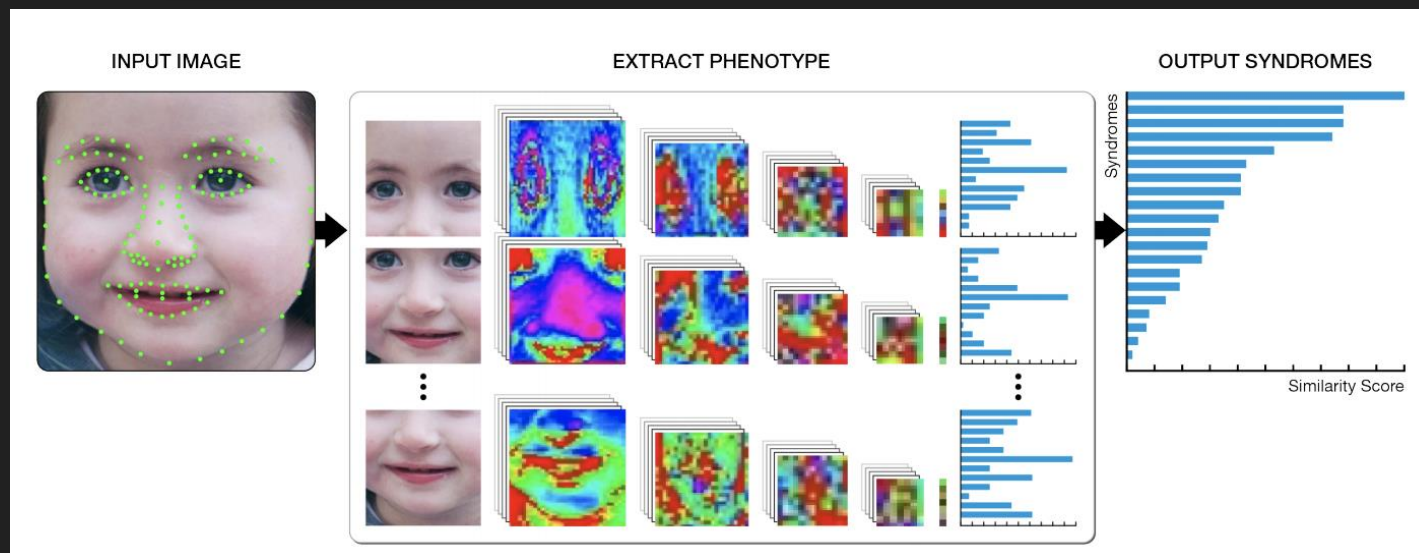 INPUT IMAGE
EXTRACT PHENOTYPE
OUTPUT SYNDROMES
Syndromes
Similarity Score